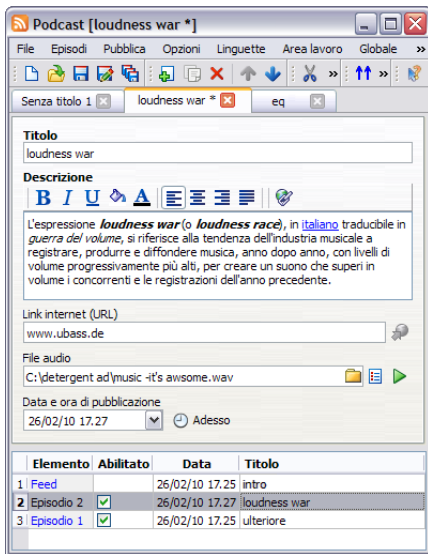 Podcast [loudness war *]
File Episodi Pubblica Opzioni Linguette Area lavoro Globale »
» »
Senza titolo 1 loudness war * eq
Titolo
loudness war
Descrizione
B I U A
L'espressione loudness war (o loudness race), in italiano traducibile in
guerra del volume, si riferisce alla tendenza dell'industria musicale a
registrare, produrre e diffondere musica, anno dopo anno, con livelli di
volume progressivamente più alti, per creare un suono che superi in
volume i concorrenti e le registrazioni dell'anno precedente.
Link internet (URL)
www.ubass.de
File audio
C:\detergent ad\music -it's awsome.wav
Data e ora di pubblicazione
26/02/10 17.27 Adesso
Elemento Abilitato Data Titolo
1 Feed 26/02/10 17.25 intro
2 Episodio 2 26/02/10 17.27 loudness war
3 Episodio 1 26/02/10 17.25 ulteriore